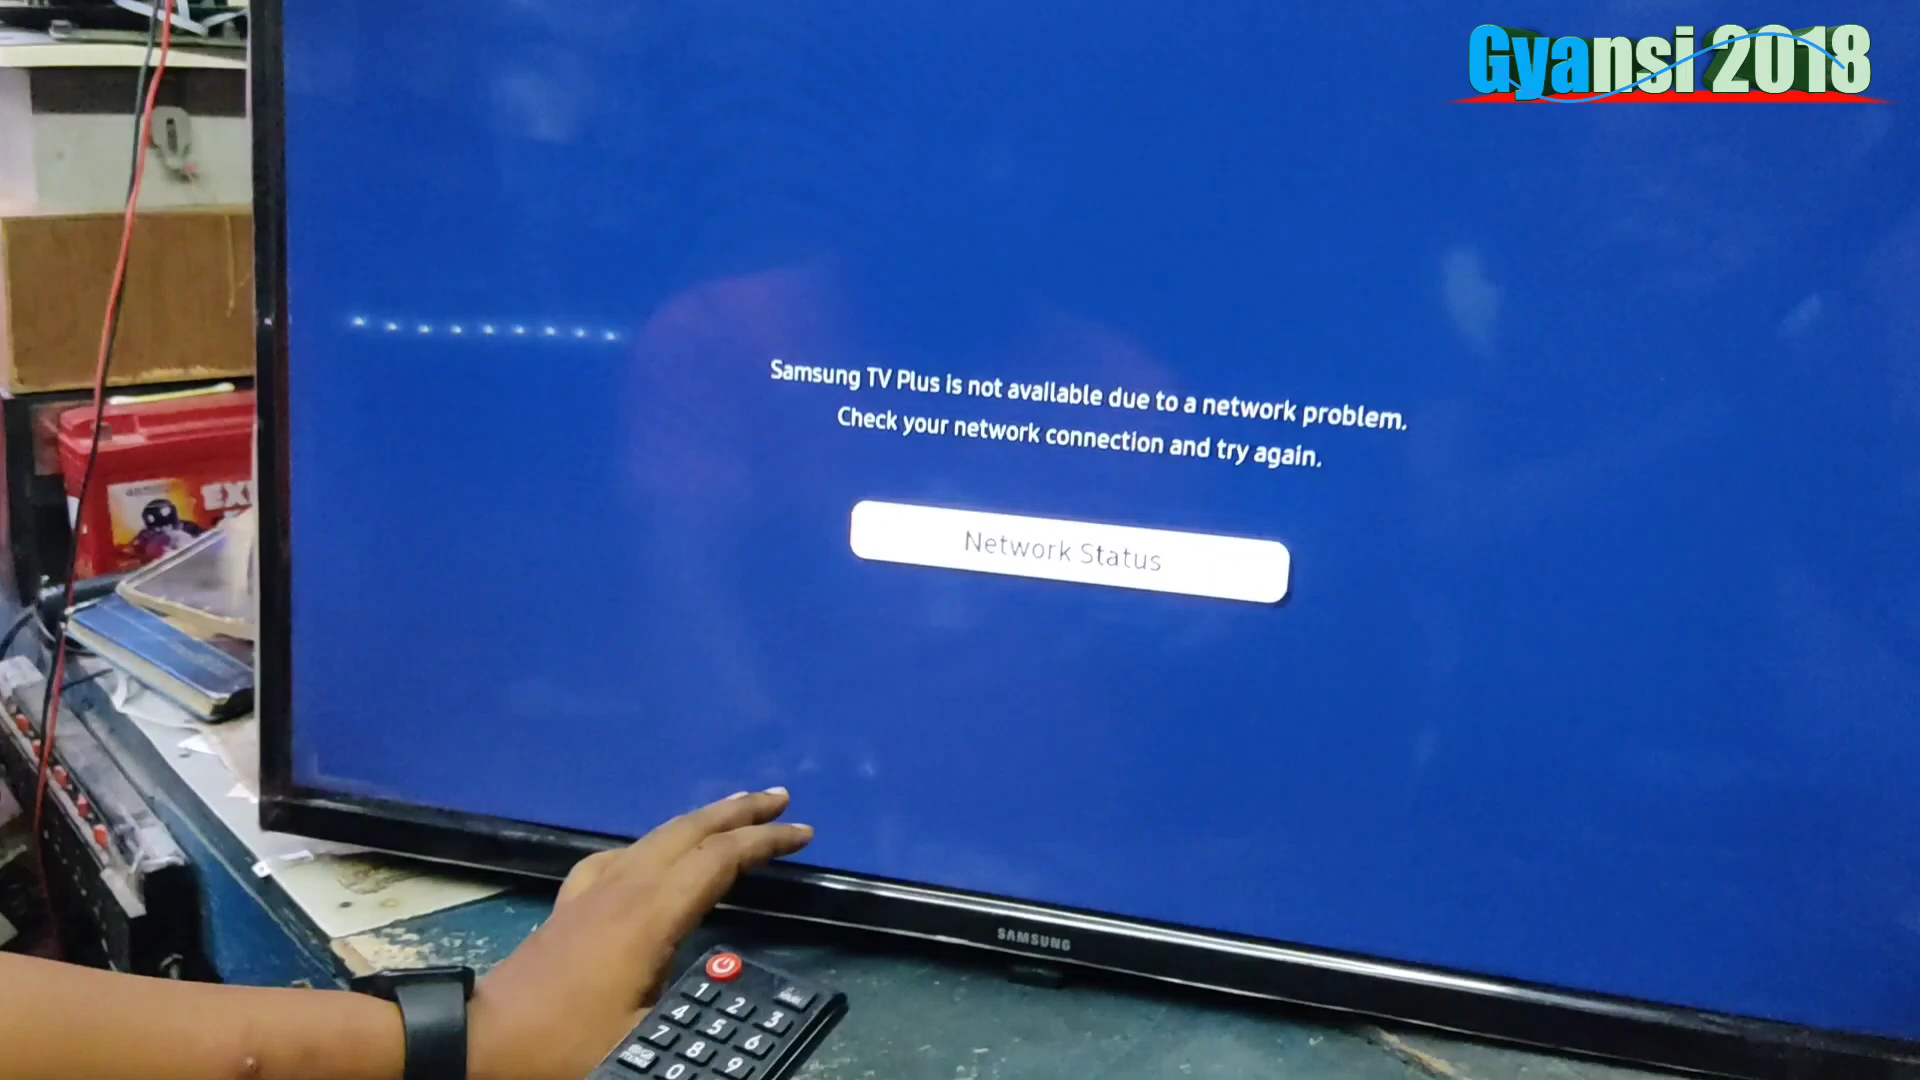 Gyansi 2018
Samsung TV Plus is not available due to a network problem.
Check your network connection and try again.
Network Status
SAMSUNG
1
2
3
4
5
6
7
8
9
0